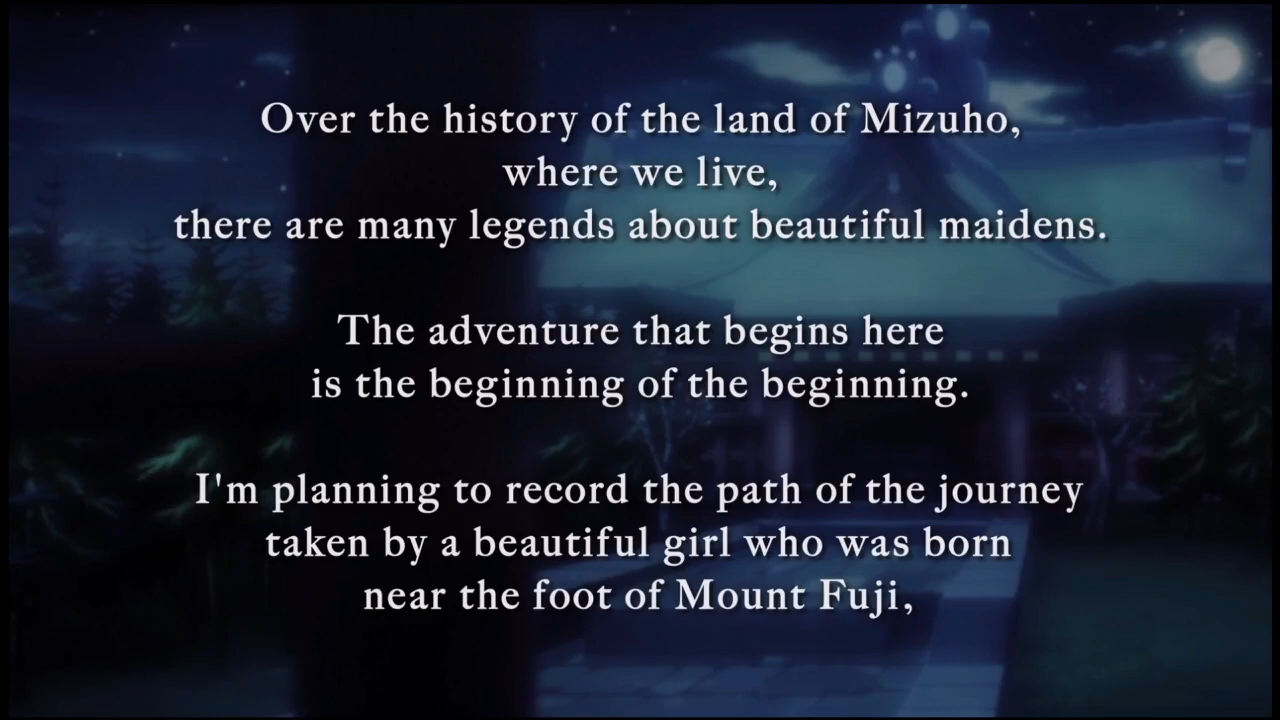 Over the history of the land of Mizuho,
where we live,
there are many legends about beautiful maidens.
The adventure that begins here
is the beginning of the beginning.
I'm planning to record the path of the journey
taken by a beautiful girl who was born
near the foot of Mount Fuji,